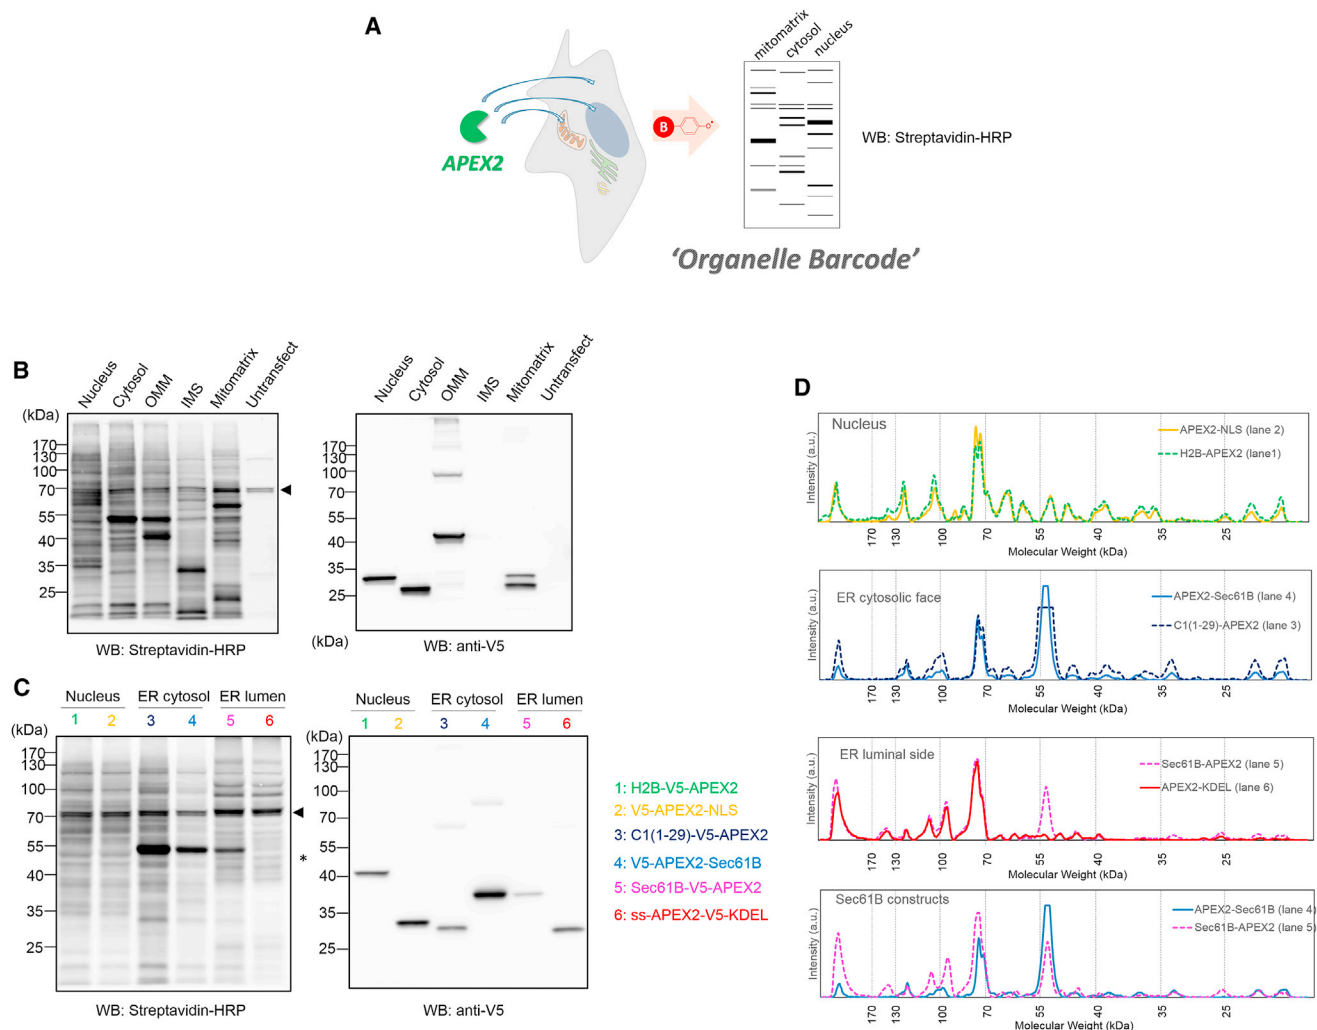 A
mitomatrix
cytosol
nucleus
APEX2
B
O
WB: Streptavidin-HRP
'Organelle Barcode'
B
Nucleus
Cytosol
OMM
IMS
Mitomatrix
Untransfect
(kDa)
170
130
100
70
55
40
35
25
WB: Streptavidin-HRP
Nucleus
Cytosol
OMM
IMS
Mitomatrix
Untransfect
170
130
100
70
55
40
35
25
(kDa)
WB: anti-V5
C
Nucleus ER cytosol ER lumen
1 2 3 4 5 6
(kDa)
170
130
100
70
55
*
40
35
25
WB: Streptavidin-HRP
Nucleus ER cytosol ER lumen
1 2 3 4 5 6
(kDa)
170
130
100
70
55
40
35
25
WB: anti-V5
1: H2B-V5-APEX2
2: V5-APEX2-NLS
3: C1(1-29)-V5-APEX2
4: V5-APEX2-Sec61B
5: Sec61B-V5-APEX2
6: ss-APEX2-V5-KDEL
D
Nucleus
APEX2-NLS (lane 2)
H2B-APEX2 (lane1)
Intensity (a.u.)
175 130 100 70 55 40 35 25
Molecular Weight (kDa)
ER cytosolic face
APEX2-Sec61B (lane 4)
C1(1-29)-APEX2 (lane 3)
Intensity (a.u.)
170 130 100 70 55 40 35 25
Molecular Weight (kDa)
ER luminal side
Sec61B-APEX2 (lane 5)
APEX2-KDEL (lane 6)
Intensity (a.u.)
170 130 100 70 55 40 35 25
Molecular Weight (kDa)
Sec61B constructs
APEX2-Sec61B (lane 4)
Sec61B-APEX2 (lane 5)
Intensity (a.u.)
170 130 100 70 55 40 35 25
Molecular Weight (kDa)